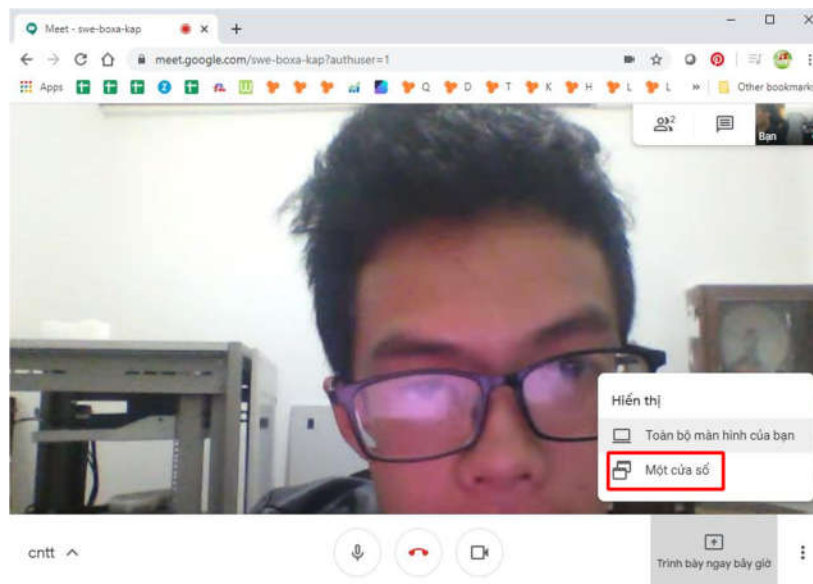 Meet - swe-boxa-kap
meet.google.com/swe-boxa-kap?authuser=1
Apps Q D T K H L L » Other bookmarks
2
Bạn
Hiển thị
Toàn bộ màn hình của bạn
Một cửa sổ
cntt
Trình bày ngay bây giờ